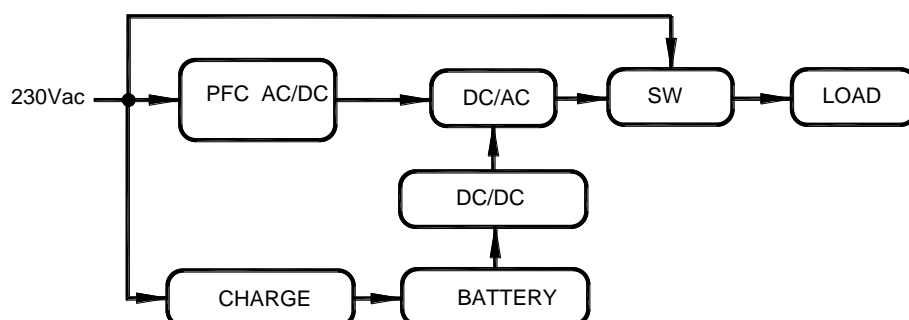 230Vac
PFC AC/DC
DC/AC
SW
LOAD
DC/DC
CHARGE
BATTERY